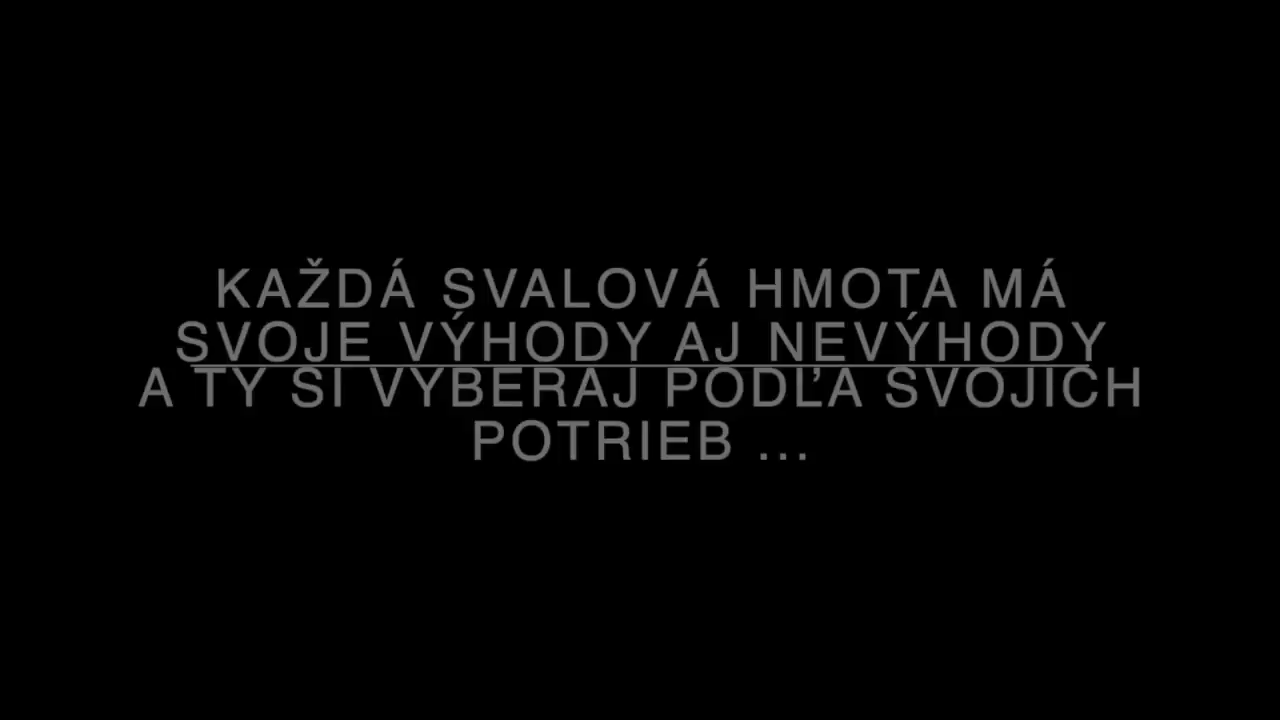 KAŽDÁ SVALOVÁ HMOTA MÁ
SVOJE VÝHODY AJ NEVÝHODY
A TY SI VYBERAJ PODĽA SVOJICH
POTRIEB ...